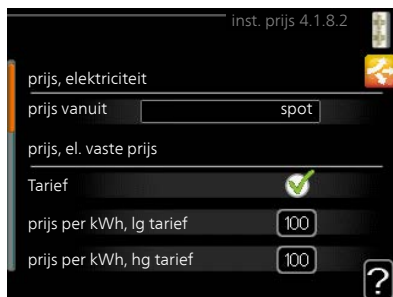 inst. prijs 4.1.8.2
prijs, elektriciteit
prijs vanuit spot
prijs, el. vaste prijs
Tarief
prijs per kWh, lg tarief 100
prijs per kWh, hg tarief 100
?